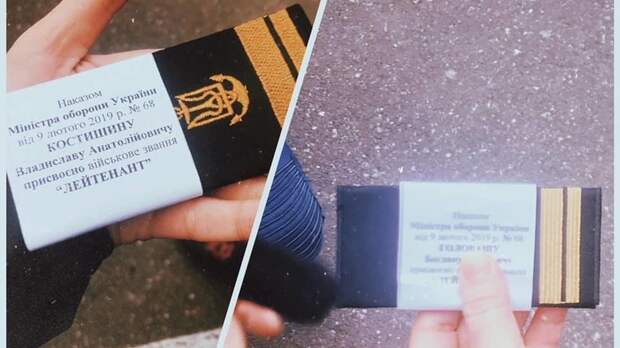 Наказом
Міністра оборони України
від 9 лютого 2019 р. № 68
КОСТИШИНУ
Владиславу Анатолійовичу
присвоєно військове звання
“ЛЕЙТЕНАНТ”
Наказом
Міністра оборони України
від 9 лютого 2019 р. № 68